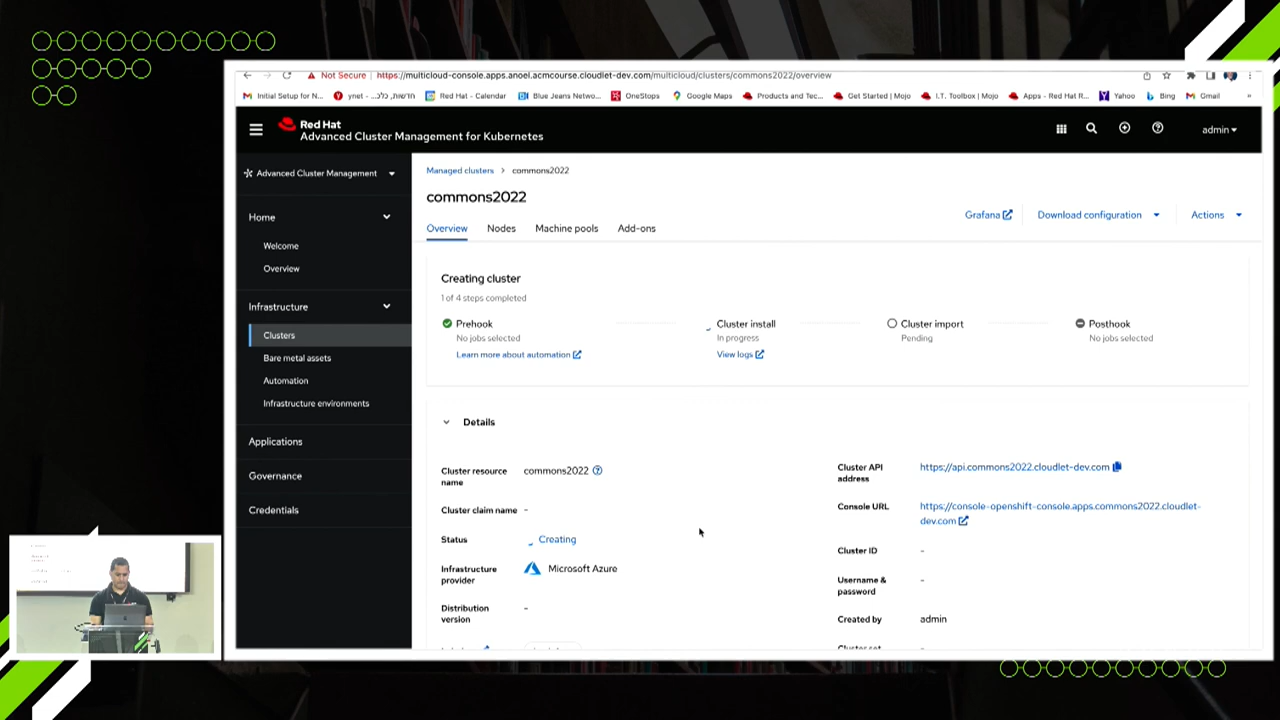 Not Secure | https://multicloud-console.apps.anoel.acmcourse.cloudlet-dev.com/multicloud/clusters/commons2022/overview
Initial Setup for N... ynet - ...חדשות, כלכ Red Hat - Calendar Blue Jeans Netwo... OneStops Google Maps Products and Tec... Get Started | Mojo I.T. Toolbox | Mojo Apps - Red Hat R... Yahoo Bing Gmail »
Red Hat
Advanced Cluster Management for Kubernetes
admin
Advanced Cluster Management
Home
Welcome
Overview
Infrastructure
Clusters
Bare metal assets
Automation
Infrastructure environments
Applications
Governance
Credentials
Managed clusters > commons2022
commons2022
Grafana Download configuration Actions
Overview Nodes Machine pools Add-ons
Creating cluster
1 of 4 steps completed
Prehook Cluster install Cluster import Posthook
No jobs selected In progress Pending No jobs selected
Learn more about automation View logs
Details
Cluster resource name commons2022
Cluster claim name -
Status Creating
Infrastructure provider Microsoft Azure
Distribution version -
Cluster API address https://api.commons2022.cloudlet-dev.com
Console URL https://console-openshift-console.apps.commons2022.cloudlet-
dev.com
Cluster ID -
Username & password -
Created by admin
Cluster set -